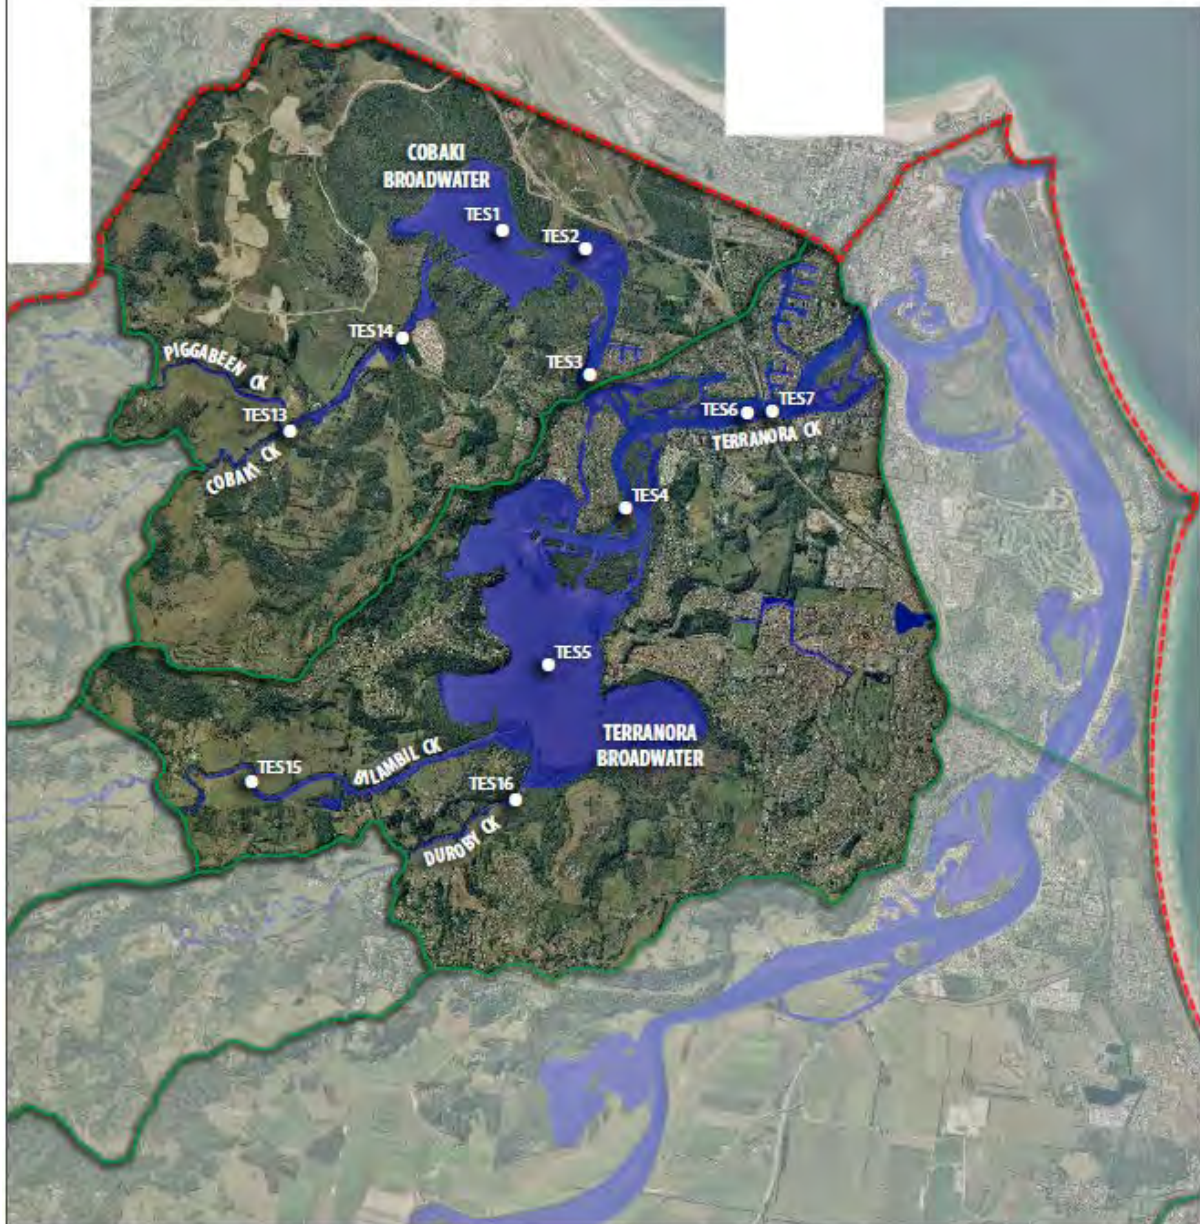 COBAKI
BROADWATER
TES1
TES2
TES14
PIGGABEEN CK
TES3
TES13
TES6
TES7
COBAKI CK
TERRANORA CK
TES4
TES5
TERRANORA
BROADWATER
BILAMBIL CK
TES15
TES16
DUROBY CK